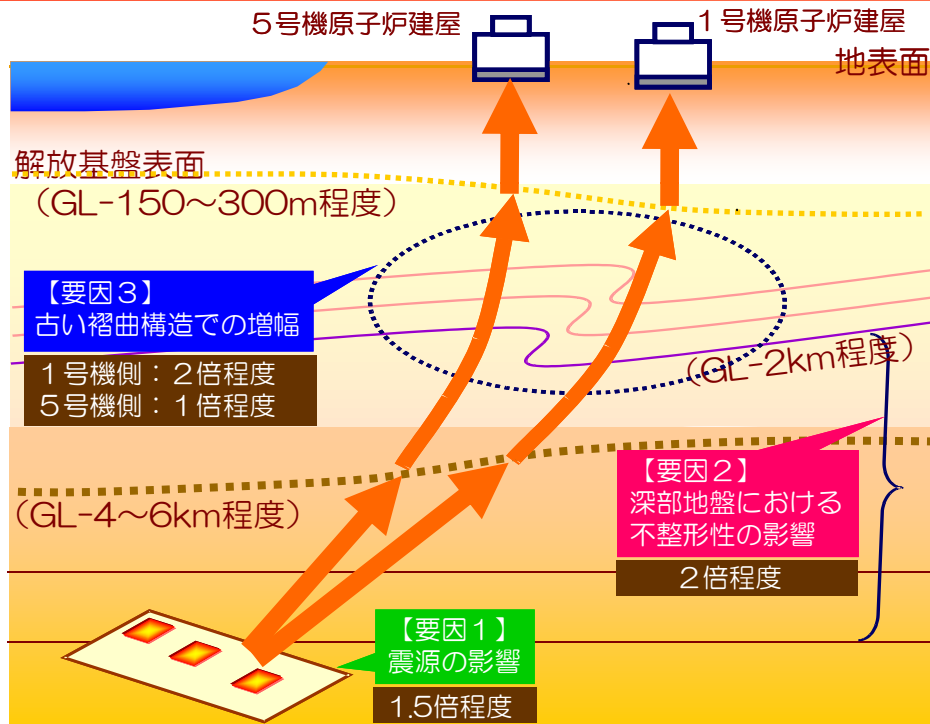 ５号機原子炉建屋
１号機原子炉建屋
地表面
解放基盤表面
（GL-150～300m程度）
【要因３】
古い褶曲構造での増幅
１号機側：２倍程度
５号機側：１倍程度
（GL-2km程度）
【要因２】
深部地盤における
不整形性の影響
２倍程度
（GL-4～6km程度）
【要因１】
震源の影響
1.5倍程度